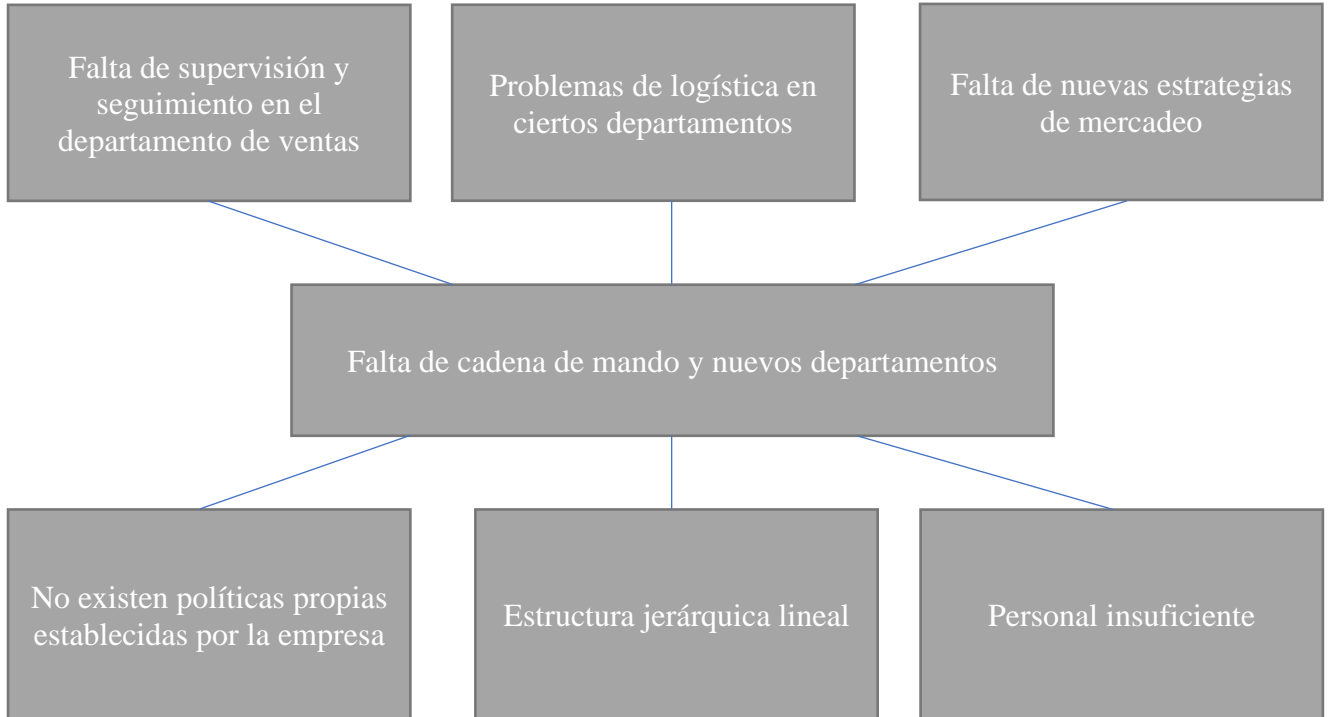 Falta de supervisión y
seguimiento en el
departamento de ventas
Problemas de logística en
ciertos departamentos
Falta de nuevas estrategias
de mercadeo
Falta de cadena de mando y nuevos departamentos
No existen políticas propias
establecidas por la empresa
Estructura jerárquica lineal
Personal insuficiente